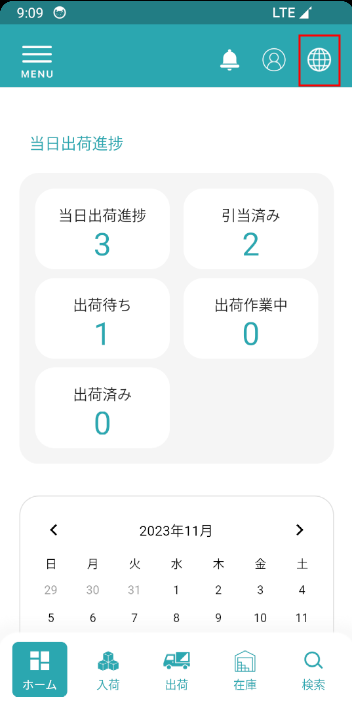 9:09 LTE
MENU
当日出荷進捗
当日出荷進捗 引当済み
3 2
出荷待ち 出荷作業中
1 0
出荷済み
0
2023年11月
日 月 火 水 木 金 土
29 30 31 1 2 3 4
5 6 7 8 9 10 11
ホーム 入荷 出荷 在庫 検索